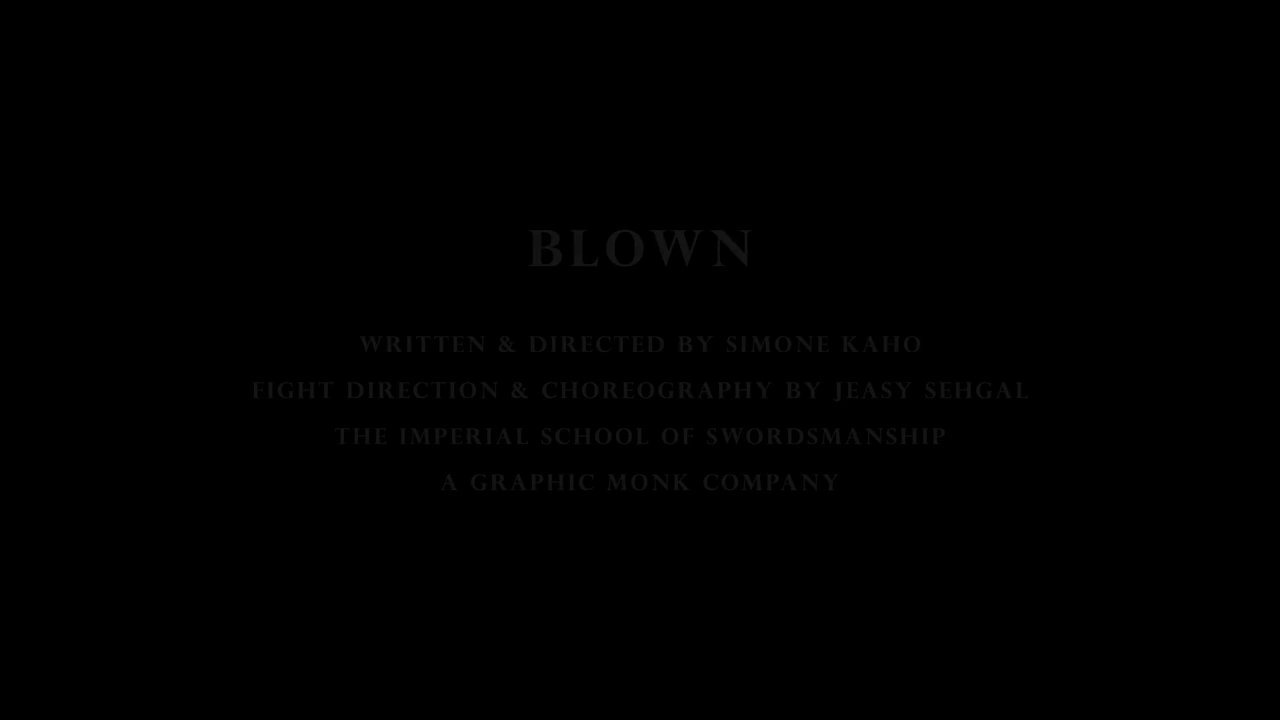 BLOWN
WRITTEN & DIRECTED BY SIMONE KAHO
FIGHT DIRECTION & CHOREOGRAPHY BY JEASY SEHGAL
THE IMPERIAL SCHOOL OF SWORDSMANSHIP
A GRAPHIC MONK COMPANY